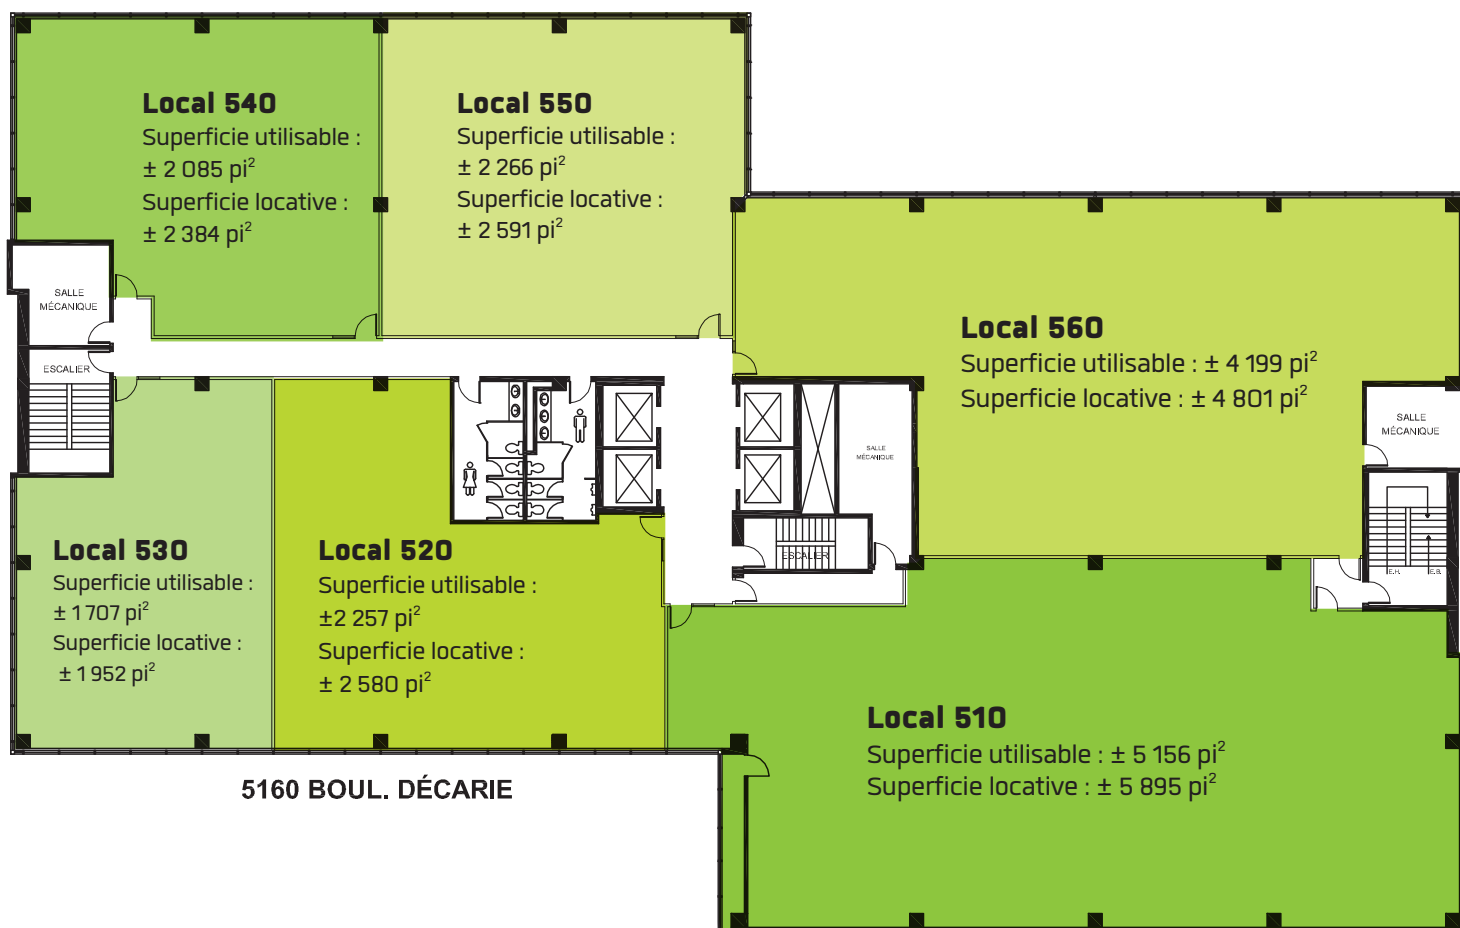 Local 540
Superficie utilisable :
± 2 085 pi²
Superficie locative :
± 2 384 pi²
Local 550
Superficie utilisable :
± 2 266 pi²
Superficie locative :
± 2 591 pi²
Local 560
Superficie utilisable : ± 4 199 pi²
Superficie locative : ± 4 801 pi²
SALLE
MÉCANIQUE
ESCALIER
SALLE
MÉCANIQUE
SALLE
MÉCANIQUE
ESCALIER
E.H.
E.B.
Local 530
Superficie utilisable :
± 1 707 pi²
Superficie locative :
± 1 952 pi²
Local 520
Superficie utilisable :
±2 257 pi²
Superficie locative :
± 2 580 pi²
Local 510
Superficie utilisable : ± 5 156 pi²
Superficie locative : ± 5 895 pi²
5160 BOUL. DÉCARIE